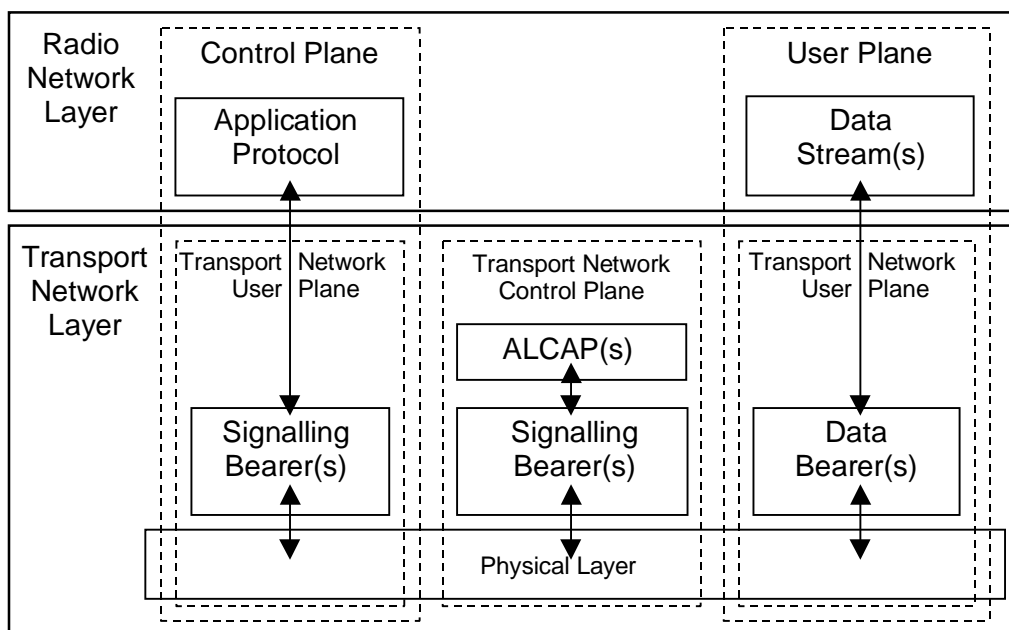 Radio
Network
Layer
Control Plane
User Plane
Application
Protocol
Data
Stream(s)
Transport
Network
Layer
Transport Network
User Plane
Transport Network
Control Plane
Transport Network
User Plane
ALCAP(s)
Signalling
Bearer(s)
Signalling
Bearer(s)
Data
Bearer(s)
Physical Layer